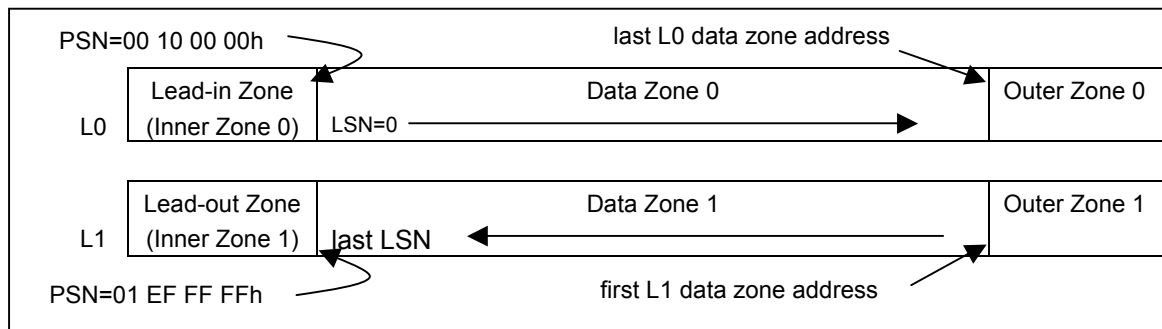 PSN=00 10 00 00h
last L0 data zone address
Lead-in Zone
(Inner Zone 0)
Data Zone 0
Outer Zone 0
L0
LSN=0
Lead-out Zone
(Inner Zone 1)
Data Zone 1
Outer Zone 1
L1
last LSN
PSN=01 EF FF FFh
first L1 data zone address